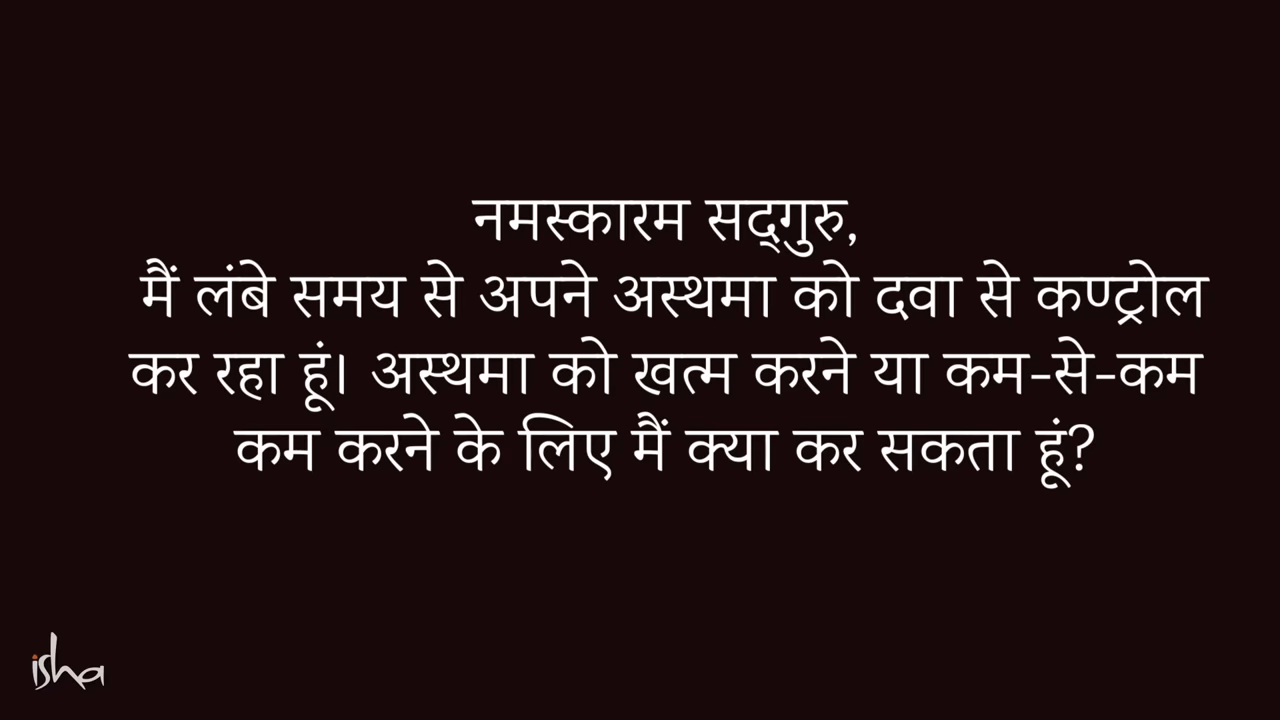 नमस्कारम सद्‌गुरु,
मैं लंबे समय से अपने अस्थमा को दवा से कण्ट्रोल
कर रहा हूं। अस्थमा को खत्म करने या कम-से-कम
कम करने के लिए मैं क्या कर सकता हूं?
isha